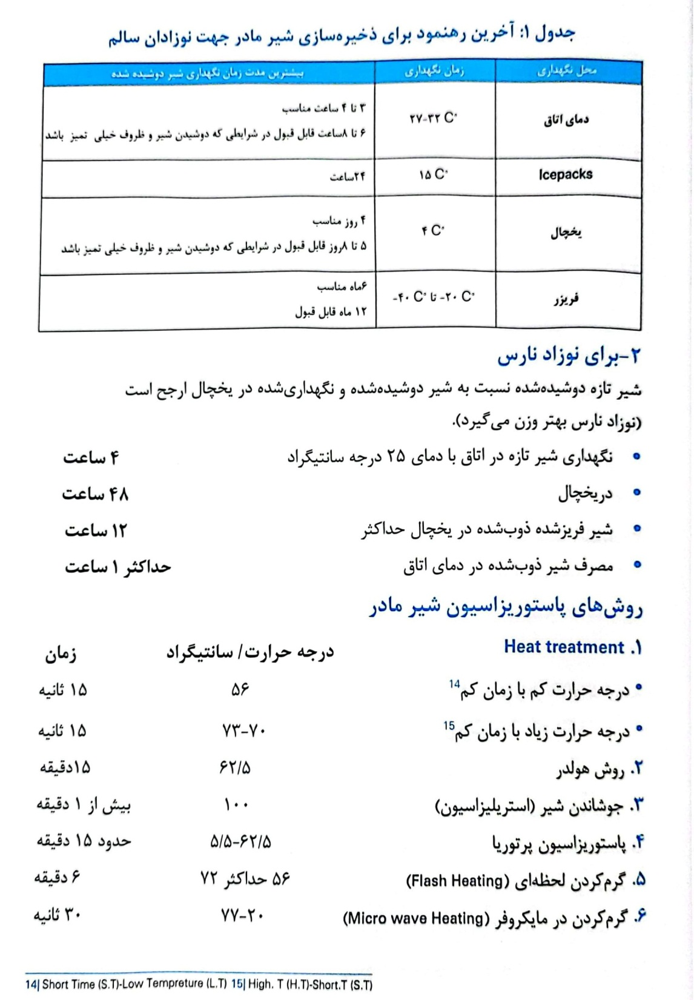 جدول ۱: آخرین رهنمود برای ذخیره‌سازی شیر مادر جهت نوزادان سالم
محل نگهداری زمان نگهداری بیشترین مدت زمان نگهداری شیر دوشیده شده
دمای اتاق ۲۷-۳۲ C° ۳ تا ۴ ساعت مناسب
۶ تا ۸ساعت قابل قبول در شرایطی که دوشیدن شیر و ظروف خیلی تمیز باشد
Icepacks ۱۵ C° ۲۴ساعت
یخچال ۴ C° ۴ روز مناسب
۵ تا ۸روز قابل قبول در شرایطی که دوشیدن شیر و ظروف خیلی تمیز باشد
فریزر -۲۰ C° تا -۴۰ C° ۶ماه مناسب
۱۲ ماه قابل قبول
۲-برای نوزاد نارس
شیر تازه دوشیده‌شده نسبت به شیر دوشیده‌شده و نگهداری‌شده در یخچال ارجح است
(نوزاد نارس بهتر وزن می‌گیرد).
• نگهداری شیر تازه در اتاق با دمای ۲۵ درجه سانتیگراد ۴ ساعت
• دریخچال ۴۸ ساعت
• شیر فریزشده ذوب‌شده در یخچال حداکثر ۱۲ ساعت
• مصرف شیر ذوب‌شده در دمای اتاق حداکثر ۱ ساعت
روش‌های پاستوریزاسیون شیر مادر
۱. Heat treatment درجه حرارت/ سانتیگراد زمان
• درجه حرارت کم با زمان کم14 ۵۶ ۱۵ ثانیه
• درجه حرارت زیاد با زمان کم15 ۷۳-۷۰ ۱۵ ثانیه
۲. روش هولدر ۶۲/۵ ۱۵دقیقه
۳. جوشاندن شیر (استریلیزاسیون) ۱۰۰ بیش از ۱ دقیقه
۴. پاستوریزاسیون پرتوریا ۵/۵-۶۲/۵ حدود ۱۵ دقیقه
۵. گرم‌کردن لحظه‌ای (Flash Heating) ۵۶ حداکثر ۷۲ ۶ دقیقه
۶. گرم‌کردن در مایکروفر (Micro wave Heating) ۷۷-۲۰ ۳۰ ثانیه
14| Short Time (S.T)-Low Tempreture (L.T) 15| High. T (H.T)-Short.T (S.T)